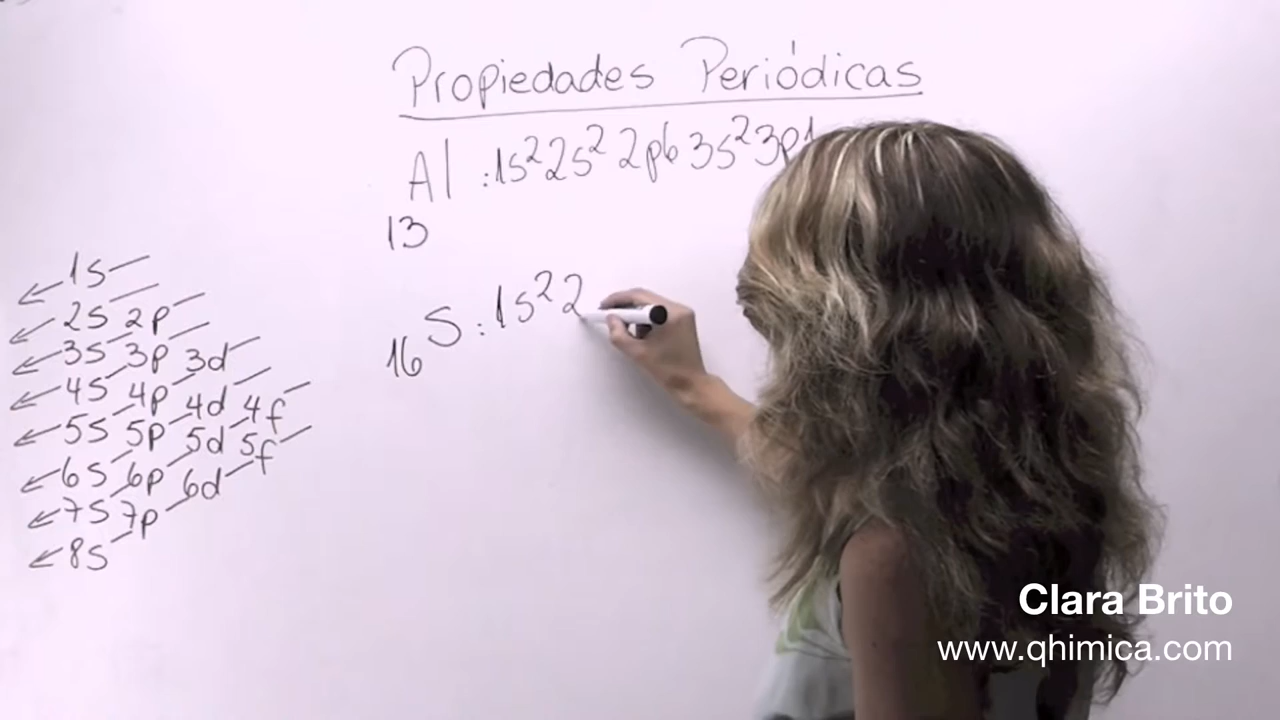 Propiedades Periódicas
Al : 1s² 2s² 2p6 3s² 3p1
13
16 S : 1s² 2
1s
2s 2p
3s 3p 3d
4s 4p 4d 4f
5s 5p 5d 5f
6s 6p 6d
7s 7p
8s
Clara Brito
www.qhimica.com